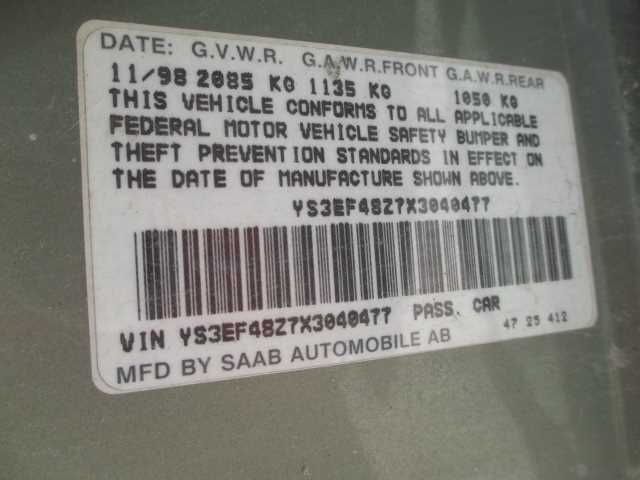 DATE: G.V.W.R. G.A.W.R.FRONT G.A.W.R.REAR
11/98 2085 KG 1135 KG 1050 KG
THIS VEHICLE CONFORMS TO ALL APPLICABLE
FEDERAL MOTOR VEHICLE SAFETY BUMPER AND
THEFT PREVENTION STANDARDS IN EFFECT ON
THE DATE OF MANUFACTURE SHOWN ABOVE.
YS3EF48Z7X3040477
VIN YS3EF48Z7X3040477 PASS. CAR
MFD BY SAAB AUTOMOBILE AB 47 25 412